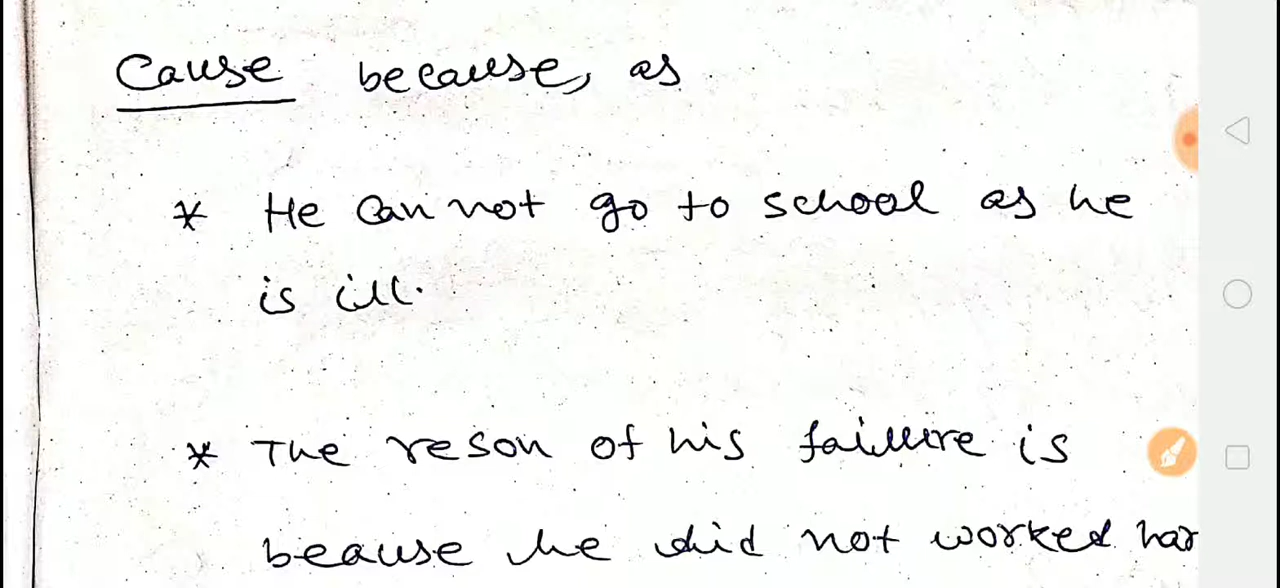 Cause because, as
* He can not go to school as he
is ill.
* The reson of his failure is
beause he did not worked har